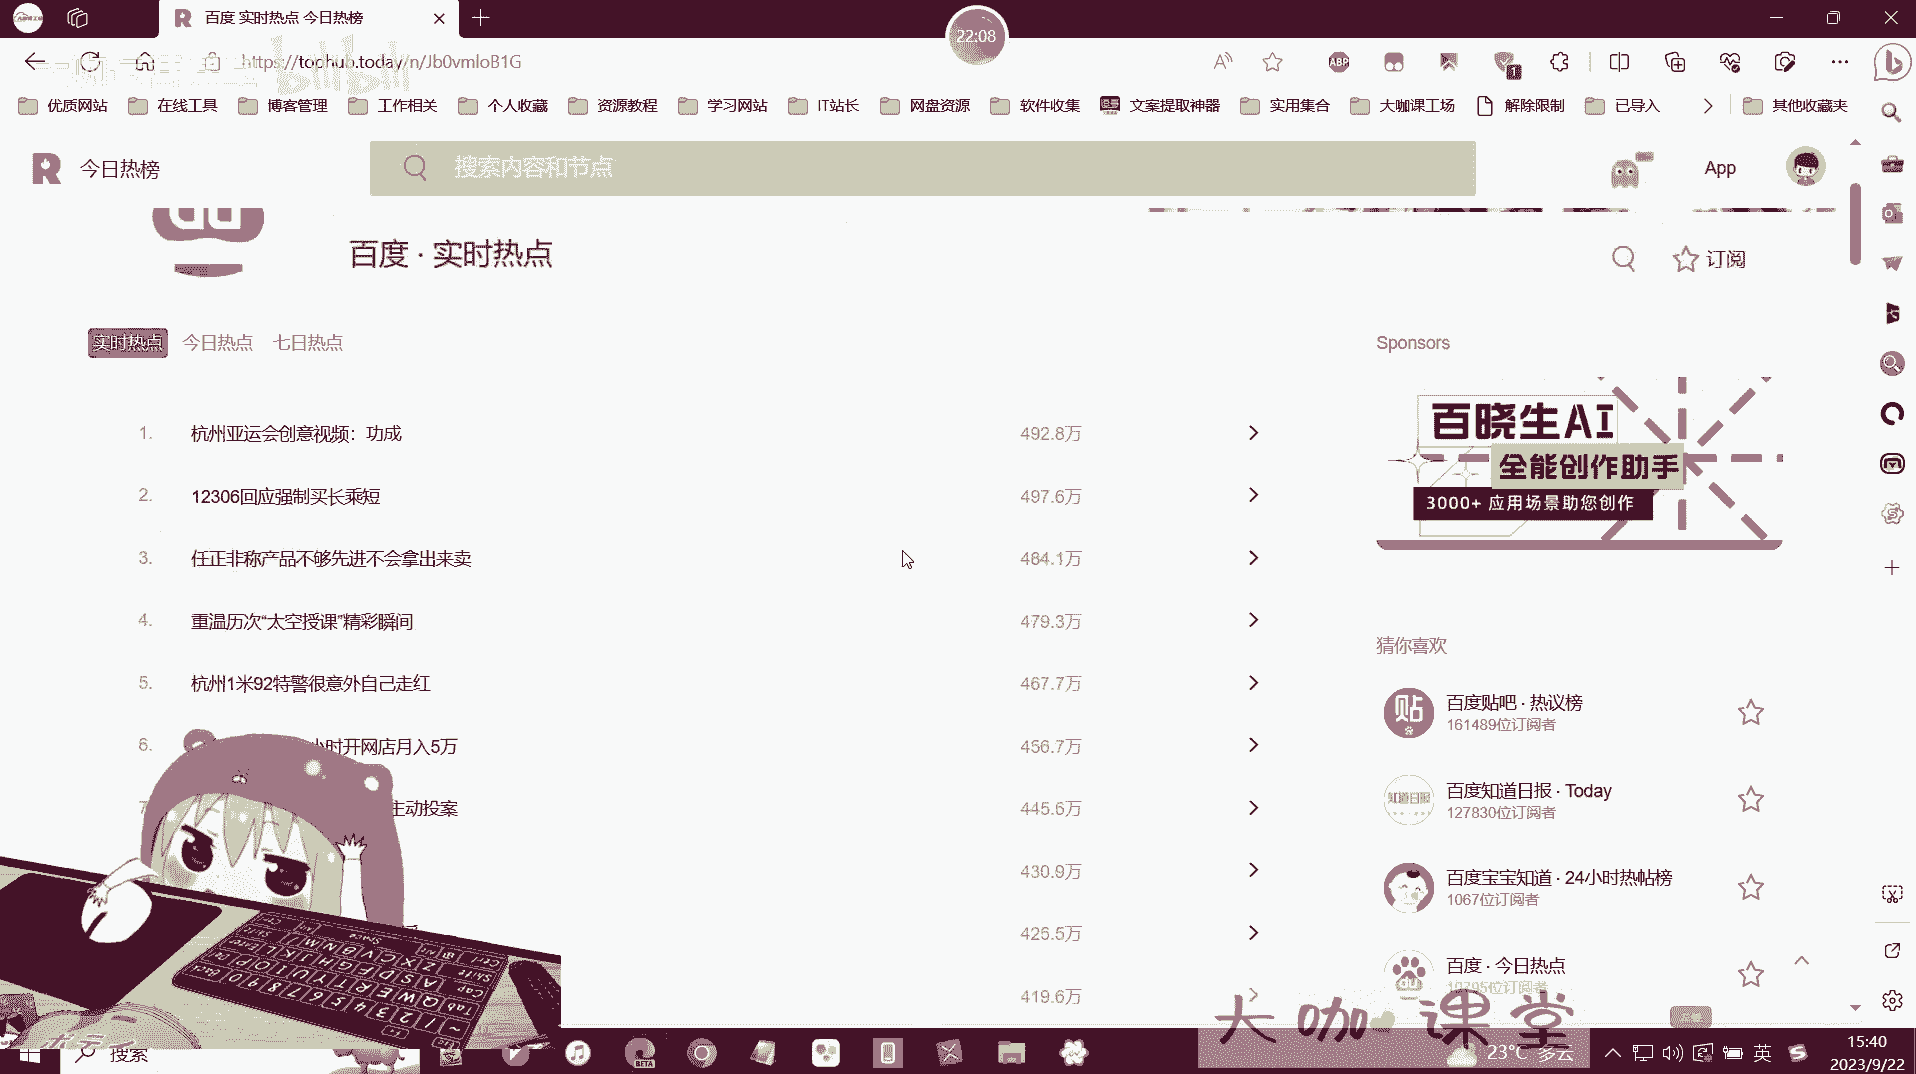 百度 实时热点 今日热榜
22:08
https://tophub.today/n/Jb0vmloB1G
ABP
1
优质网站
在线工具
博客管理
工作相关
个人收藏
资源教程
学习网站
IT站长
网盘资源
软件收集
文案提取神器
实用集合
大咖课工场
解除限制
已导入
其他收藏夹
今日热榜
搜索内容和节点
App
百度 · 实时热点
订阅
实时热点 今日热点 七日热点
Sponsors
1. 杭州亚运会创意视频：功成 492.8万
2. 12306回应强制买长乘短 497.6万
3. 任正非称产品不够先进不会拿出来卖 484.1万
4. 重温历次“太空授课”精彩瞬间 479.3万
5. 杭州1米92特警很意外自己走红 467.7万
6. 小时开网店月入5万 456.7万
主动投案 445.6万
430.9万
425.5万
419.6万
百晓生AI
全能创作助手
3000+ 应用场景助您创作
猜你喜欢
贴
百度贴吧 · 热议榜
161489位订阅者
知道日报
百度知道日报 · Today
127830位订阅者
百度宝宝知道 · 24小时热帖榜
1067位订阅者
百度 · 今日热点
大咖课堂
搜索
BETA
23°C 多云
英
15:40
2023/9/22